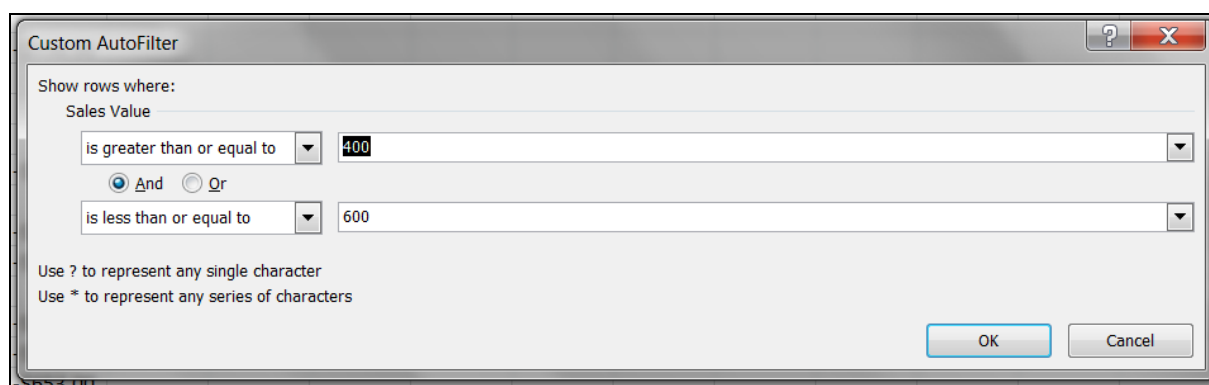 Custom AutoFilter
Show rows where:
Sales Value
is greater than or equal to 400
And Or
is less than or equal to 600
Use ? to represent any single character
Use * to represent any series of characters
OK Cancel